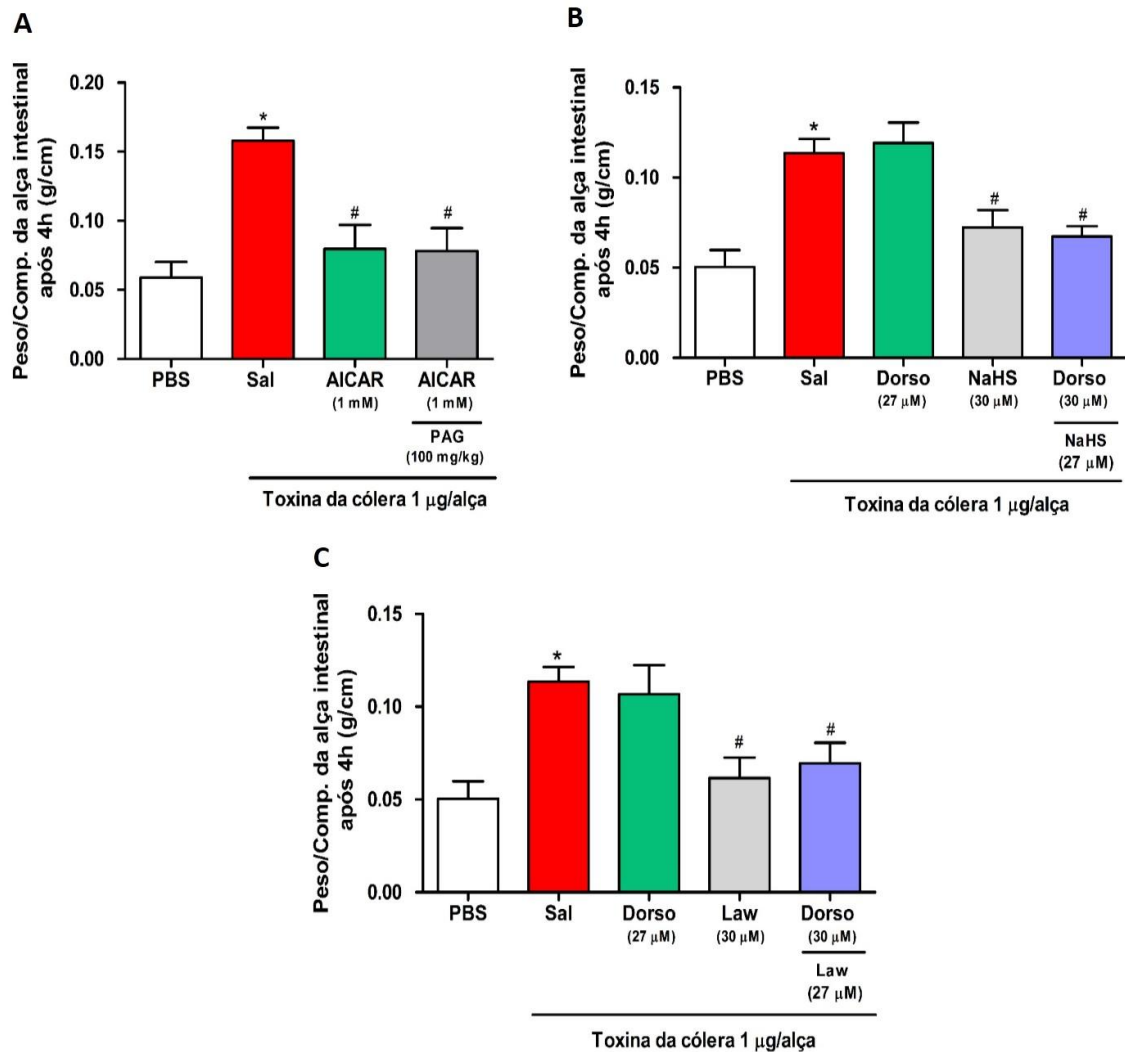 A
Peso/Comp. da alça intestinal
após 4h (g/cm)
0.20
0.15
0.10
0.05
0.00
*
#
#
PBS
Sal
AICAR
(1 mM)
AICAR
(1 mM)
PAG
(100 mg/kg)
Toxina da cólera 1 μg/alça
B
Peso/Comp. da alça intestinal
após 4h (g/cm)
0.15
0.10
0.05
0.00
*
#
#
PBS
Sal
Dorso
(27 μM)
NaHS
(30 μM)
Dorso
(30 μM)
NaHS
(27 μM)
Toxina da cólera 1 μg/alça
C
Peso/Comp. da alça intestinal
após 4h (g/cm)
0.15
0.10
0.05
0.00
*
#
#
PBS
Sal
Dorso
(27 μM)
Law
(30 μM)
Dorso
(30 μM)
Law
(27 μM)
Toxina da cólera 1 μg/alça